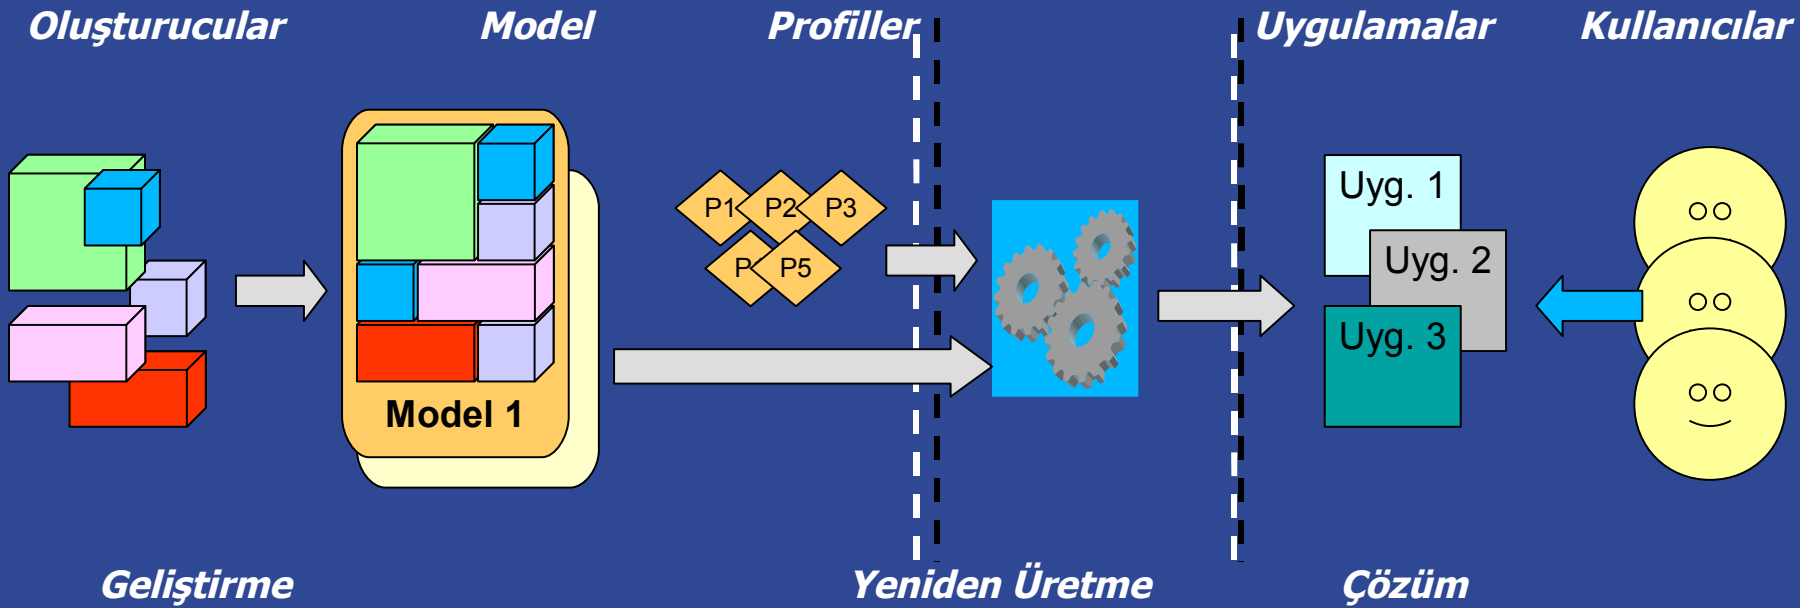 Oluşturucular
Model
Profiller
Uygulamalar
Kullanıcılar
P1
P2
P3
P
P5
Model 1
Uyg. 1
Uyg. 2
Uyg. 3
Geliştirme
Yeniden Üretme
Çözüm